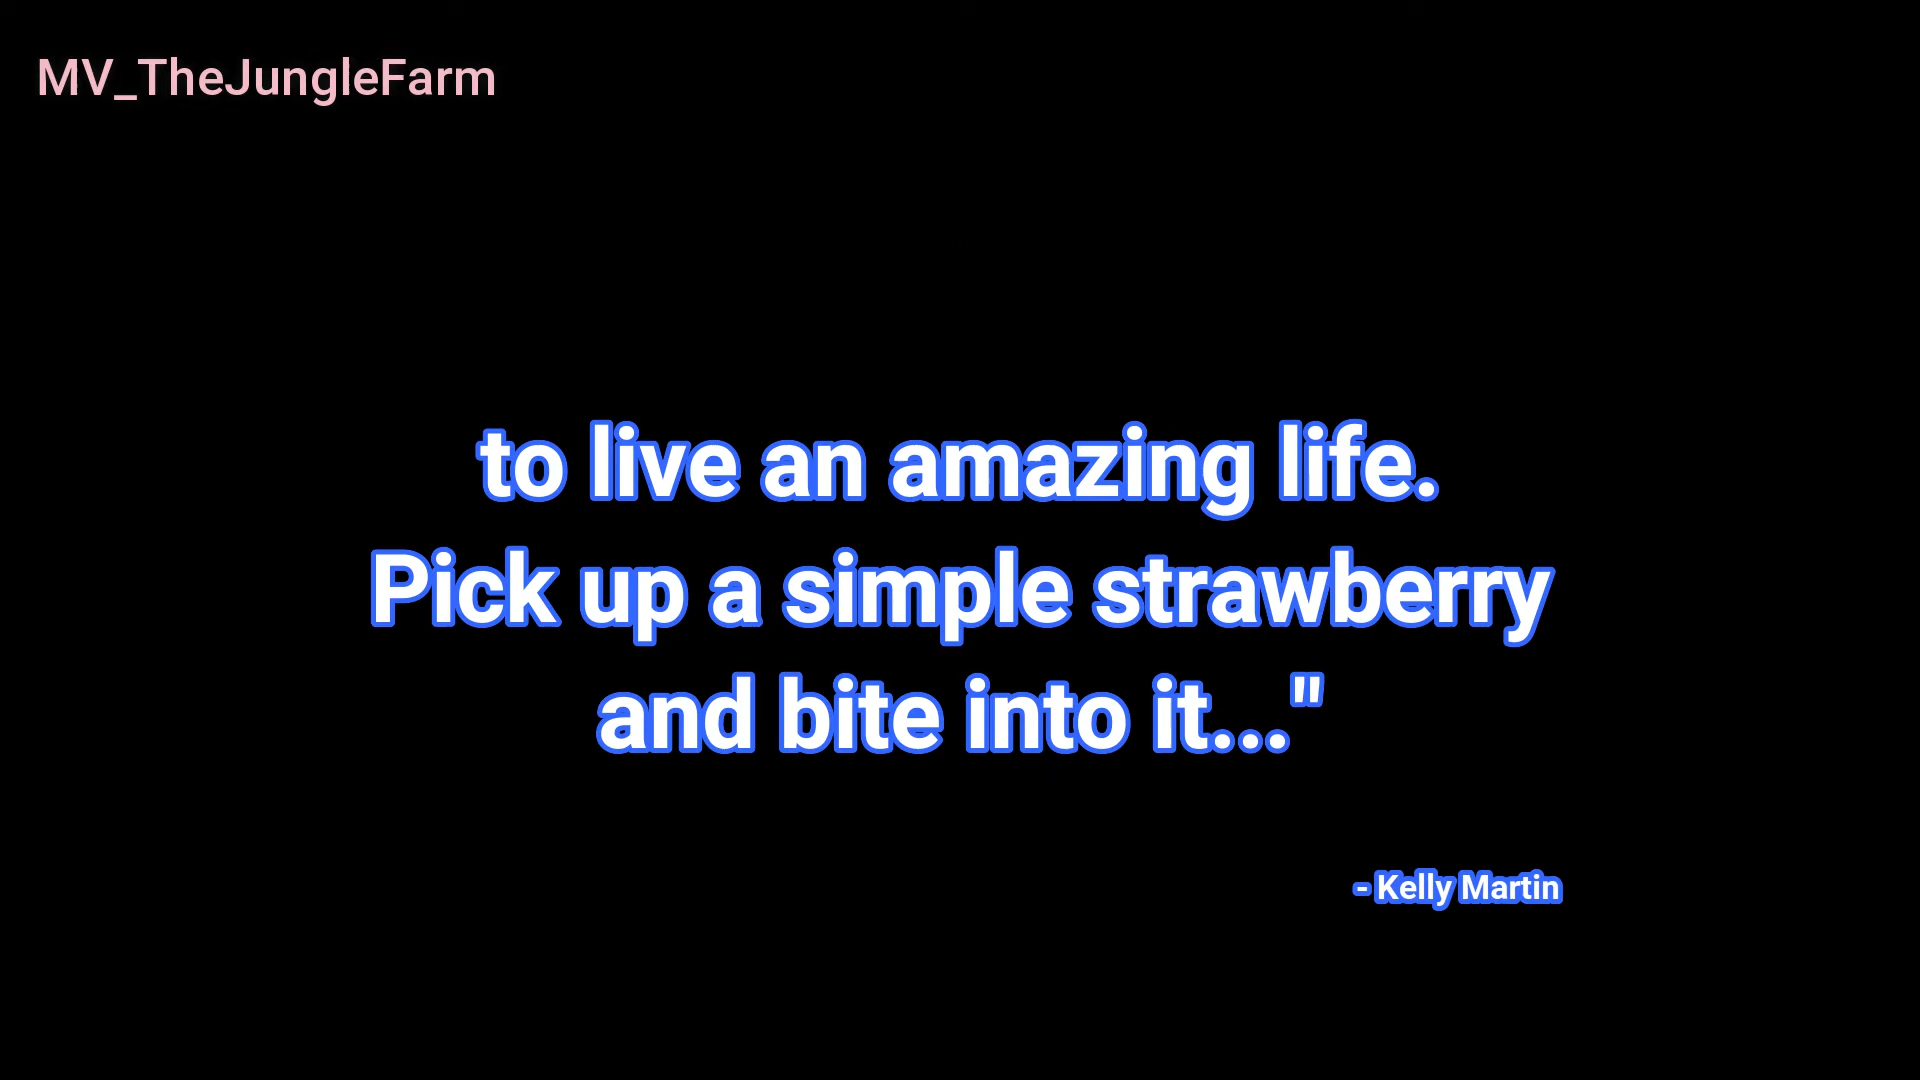 MV_TheJungleFarm
to live an amazing life.
Pick up a simple strawberry
and bite into it..."
- Kelly Martin